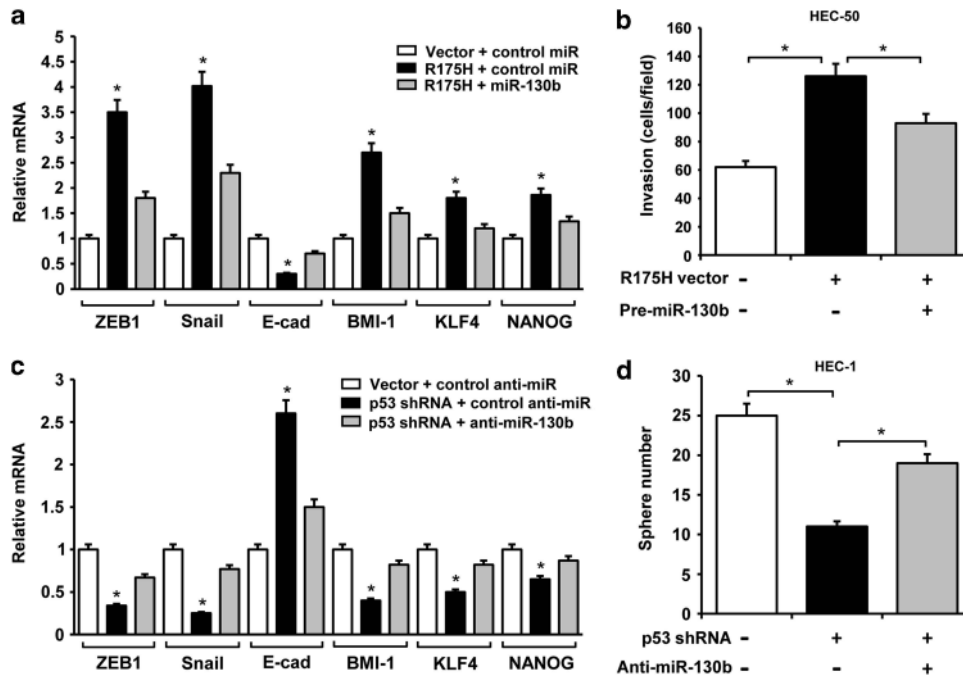 a
Relative mRNA
5
4.5
4
3.5
3
2.5
2
1.5
1
0.5
0
Vector + control miR
R175H + control miR
R175H + miR-130b
* * * * * *
ZEB1 Snail E-cad BMI-1 KLF4 NANOG
b
HEC-50
Invasion (cells/field)
160
140
120
100
80
60
40
20
0
* *
R175H vector - + +
Pre-miR-130b - - +
c
Relative mRNA
3
2.5
2
1.5
1
0.5
0
Vector + control anti-miR
p53 shRNA + control anti-miR
p53 shRNA + anti-miR-130b
* * * * * *
ZEB1 Snail E-cad BMI-1 KLF4 NANOG
d
HEC-1
Sphere number
30
25
20
15
10
5
0
* *
p53 shRNA - + +
Anti-miR-130b - - +